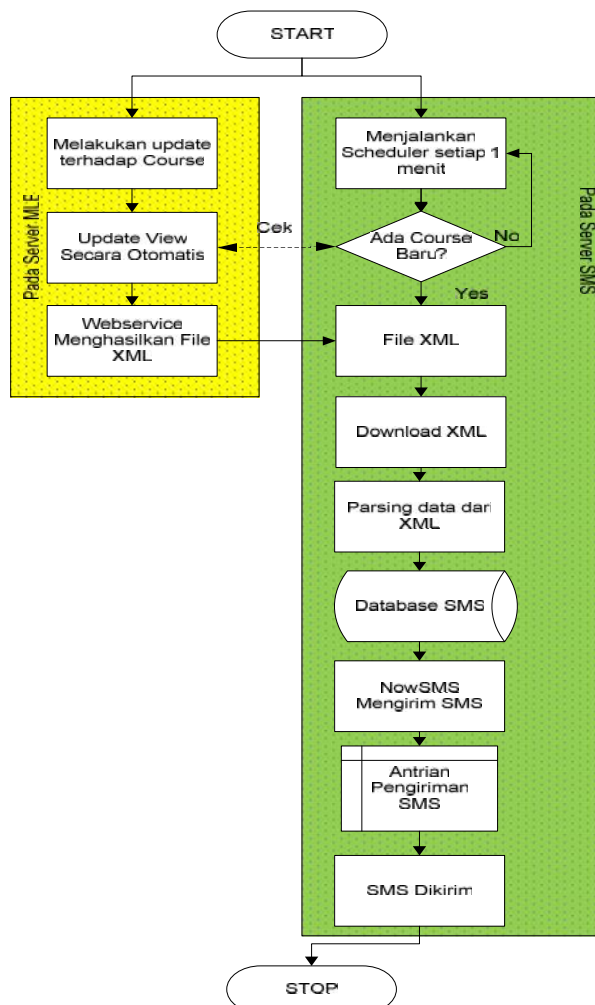 START
Pada Server MLE
Melakukan update
terhadap Course
Update View
Secara Otomatis
Webservice
Menghasilkan File
XML
Cek
Pada Server SMS
Menjalankan
Scheduler setiap 1
menit
Ada Course
Baru?
No
Yes
File XML
Download XML
Parsing data dari
XML
Database SMS
NowSMS
Mengirim SMS
Antrian
Pengiriman
SMS
SMS Dikirim
STOP